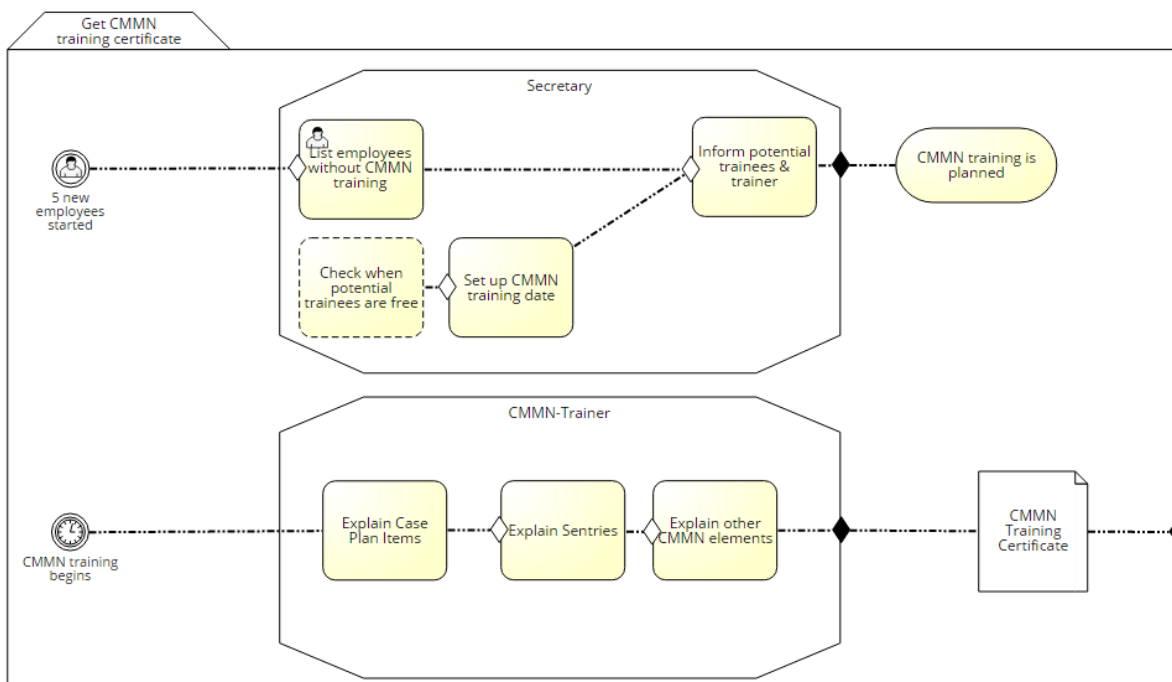 Get CMMN
training certificate
Secretary
List employees
without CMMN
training
Inform potential
trainees &
trainer
CMMN training is
planned
5 new
employees
started
Check when
potential
trainees are free
Set up CMMN
training date
CMMN-Trainer
Explain Case
Plan Items
Explain Sentries
Explain other
CMMN elements
CMMN
Training
Certificate
CMMN training
begins